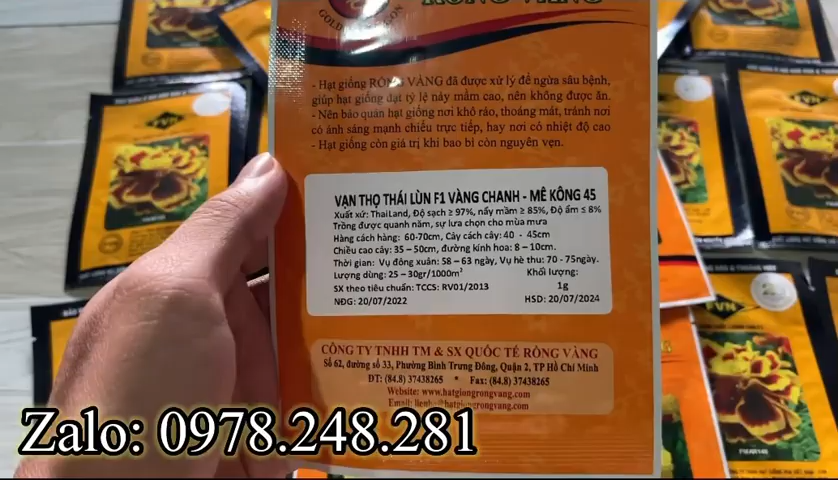 RỒNG VÀNG
- Hạt giống RỒNG VÀNG đã được xử lý để ngừa sâu bệnh,
giúp hạt giống đạt tỷ lệ nảy mầm cao, nên không được ăn.
- Nên bảo quản hạt giống nơi khô ráo, thoáng mát, tránh nơi
có ánh sáng mạnh chiếu trực tiếp, hay nơi có nhiệt độ cao
- Hạt giống còn giá trị khi bao bì còn nguyên vẹn.
VẠN THỌ THÁI LÙN F1 VÀNG CHANH - MÊ KÔNG 45
Xuất xứ: ThaiLand, Độ sạch ≥ 97%, nẩy mầm ≥ 85%, Độ ẩm ≤ 8%
Trồng được quanh năm, sự lựa chọn cho mùa mưa
Hàng cách hàng: 60-70cm, Cây cách cây: 40 - 45cm
Chiều cao cây: 35 – 50cm, đường kính hoa: 8 – 10cm.
Thời gian: Vụ đông xuân: 58 – 63 ngày, Vụ hè thu: 70 - 75ngày.
Lượng dùng: 25 – 30gr/1000m² Khối lượng:
SX theo tiêu chuẩn: TCCS: RV01/2013 1g
NĐG: 20/07/2022 HSD: 20/07/2024
CÔNG TY TNHH TM & SX QUỐC TẾ RỒNG VÀNG
Số 62, đường số 33, Phường Bình Trưng Đông, Quận 2, TP Hồ Chí Minh
ĐT: (84.8) 37438265 * Fax: (84.8) 37438265
Website: www.hatgiongrongvang.com
Zalo: 0978.248.281